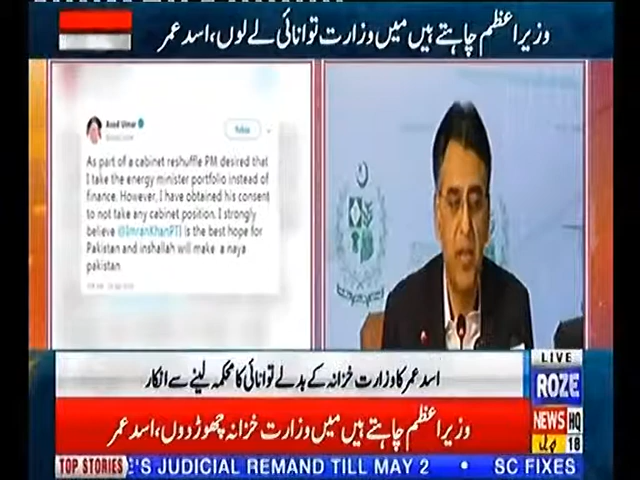 وزیراعظم چاہتے ہیں میں وزارت توانائی لے لوں، اسد عمر
Asad Umar
As part of a cabinet reshuffle PM desired that
I take the energy minister portfolio instead of
finance. However, I have obtained his consent
to not take any cabinet position. I strongly
believe @ImranKhanPTI is the best hope for
Pakistan and inshallah will make a naya
pakistan
اسد عمر کا وزارت خزانہ کے بدلے توانائی کا محکمہ لینے سے انکار
وزیراعظم چاہتے ہیں میں وزارت خزانہ چھوڑ دوں، اسد عمر
LIVE
ROZE
NEWS HQ
18 اپریل
TOP STORIES 'S JUDICIAL REMAND TILL MAY 2 • SC FIXES